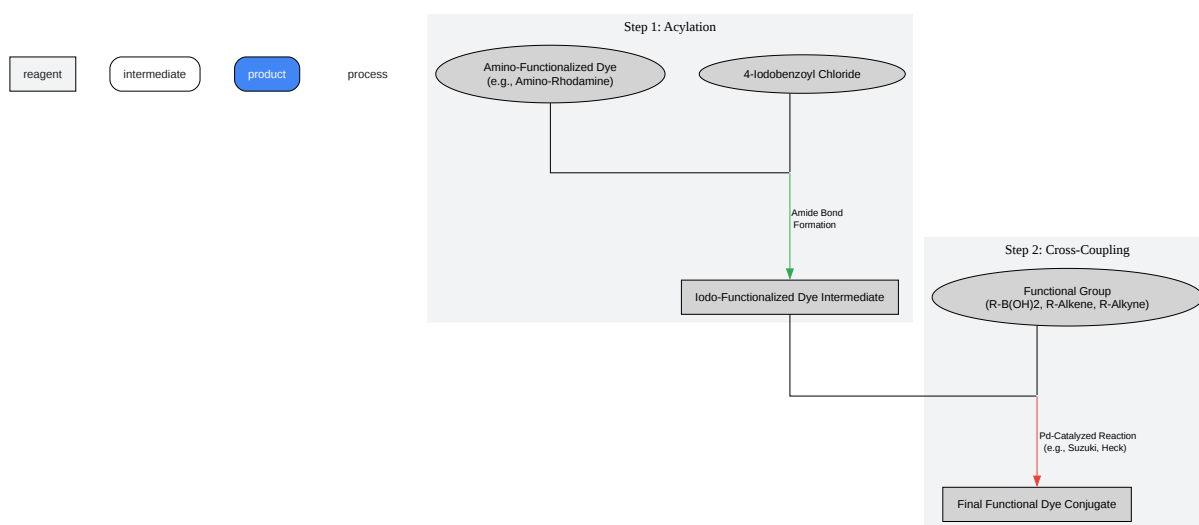 Step 1: Acylation
reagent
intermediate
product
process
Amino-Functionalized Dye
(e.g., Amino-Rhodamine)
4-Iodobenzoyl Chloride
Amide Bond
Formation
Iodo-Functionalized Dye Intermediate
Step 2: Cross-Coupling
Functional Group
(R-B(OH)2, R-Alkene, R-Alkyne)
Pd-Catalyzed Reaction
(e.g., Suzuki, Heck)
Final Functional Dye Conjugate